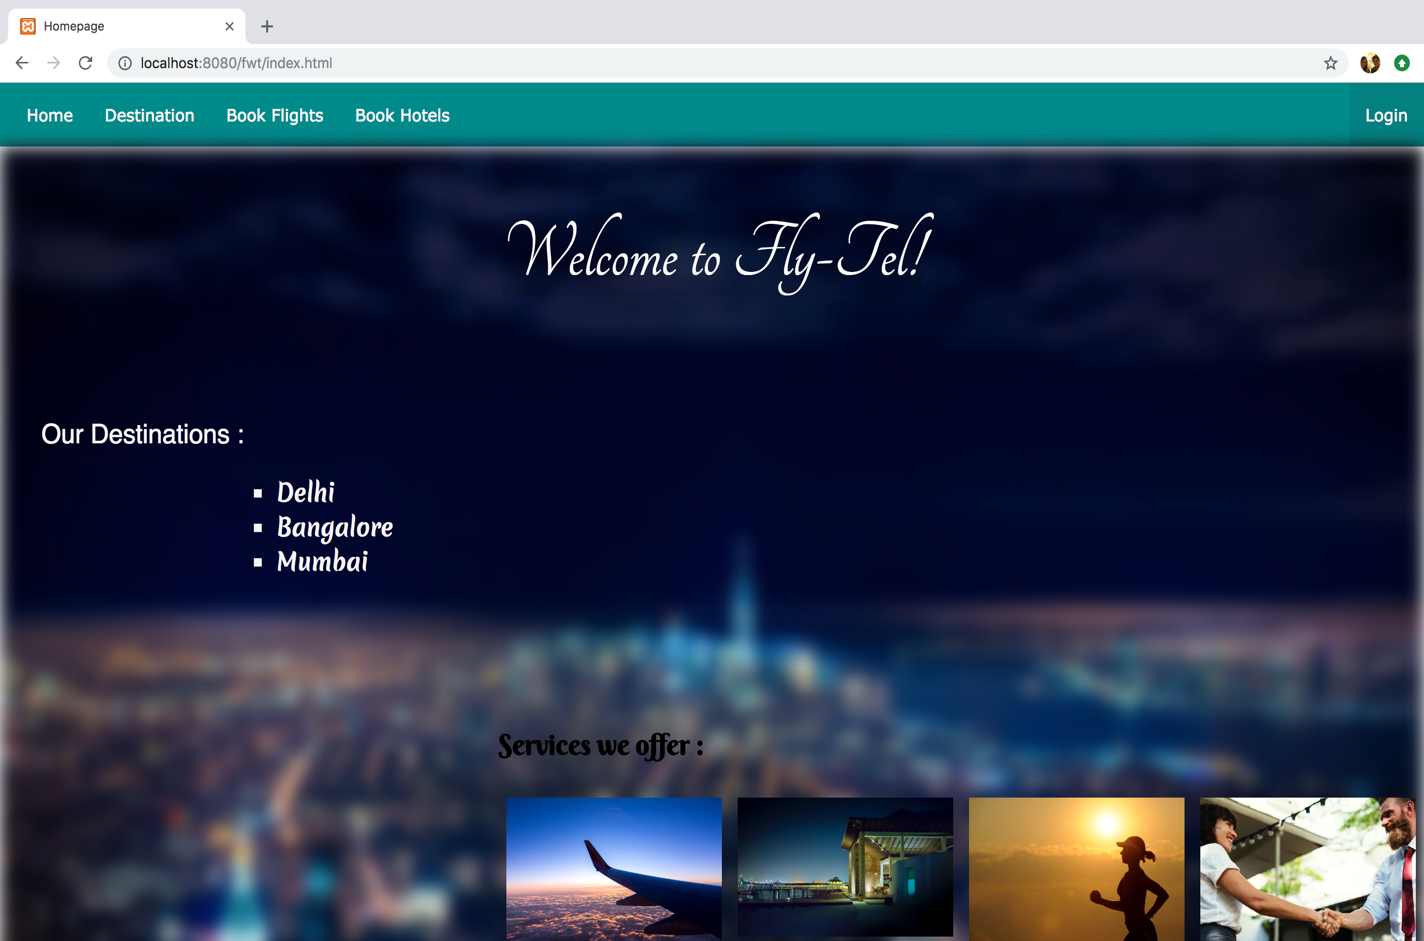 Homepage
localhost:8080/fwt/index.html
Home Destination Book Flights Book Hotels Login
Welcome to Fly-Tel!
Our Destinations :
Delhi
Bangalore
Mumbai
Services we offer :